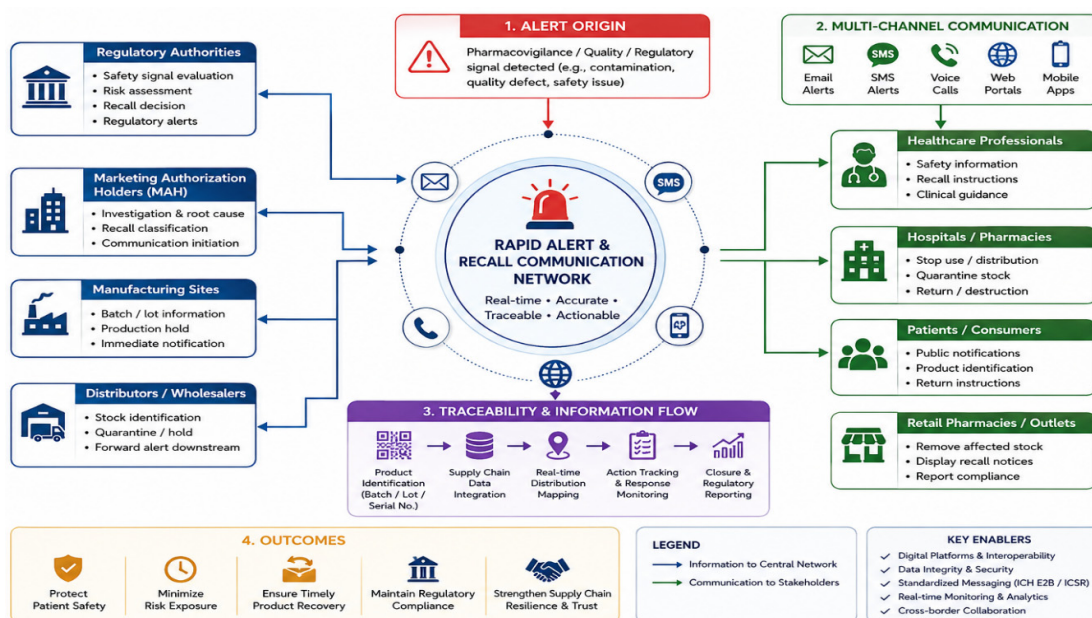 1. ALERT ORIGIN
Pharmacovigilance / Quality / Regulatory
signal detected (e.g., contamination,
quality defect, safety issue)
2. MULTI-CHANNEL COMMUNICATION
SMS
Email
Alerts
SMS
Alerts
Voice
Calls
Web
Portals
Mobile
Apps
Regulatory Authorities
• Safety signal evaluation
• Risk assessment
• Recall decision
• Regulatory alerts
Marketing Authorization
Holders (MAH)
• Investigation & root cause
• Recall classification
• Communication initiation
Manufacturing Sites
• Batch / lot information
• Production hold
• Immediate notification
Distributors / Wholesalers
• Stock identification
• Quarantine / hold
• Forward alert downstream
SMS
RAPID ALERT &
RECALL COMMUNICATION
NETWORK
Real-time • Accurate •
Traceable • Actionable
Healthcare Professionals
• Safety information
• Recall instructions
• Clinical guidance
Hospitals / Pharmacies
• Stop use / distribution
• Quarantine stock
• Return / destruction
Patients / Consumers
• Public notifications
• Product identification
• Return instructions
Retail Pharmacies / Outlets
• Remove affected stock
• Display recall notices
• Report compliance
3. TRACEABILITY & INFORMATION FLOW
Product
Identification
(Batch / Lot /
Serial No.)
Supply Chain
Data
Integration
Real-time
Distribution
Mapping
Action Tracking
& Response
Monitoring
Closure &
Regulatory
Reporting
4. OUTCOMES
Protect
Patient Safety
Minimize
Risk Exposure
Ensure Timely
Product Recovery
Maintain Regulatory
Compliance
Strengthen Supply Chain
Resilience & Trust
LEGEND
Information to Central Network
Communication to Stakeholders
KEY ENABLERS
Digital Platforms & Interoperability
Data Integrity & Security
Standardized Messaging (ICH E2B / ICSR)
Real-time Monitoring & Analytics
Cross-border Collaboration